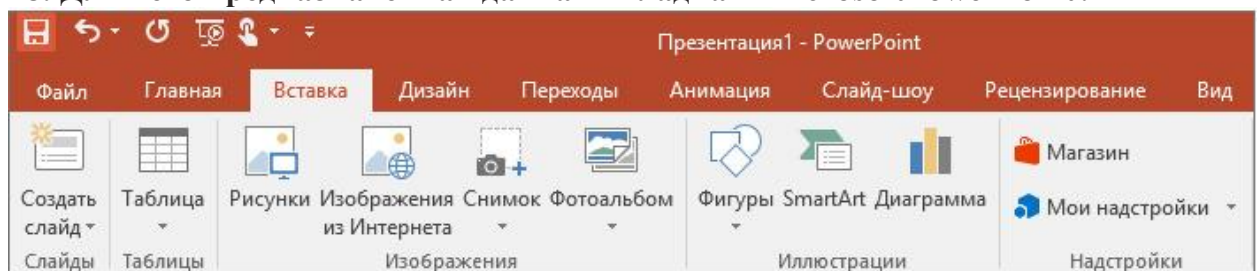 Презентация1 - PowerPoint
Файл Главная Вставка Дизайн Переходы Анимация Слайд-шоу Рецензирование Вид
Создать слайд
Таблица
Рисунки
Изображения из Интернета
Снимок
Фотоальбом
Фигуры
SmartArt
Диаграмма
Магазин
Мои надстройки
Слайды Таблицы Изображения Иллюстрации Надстройки